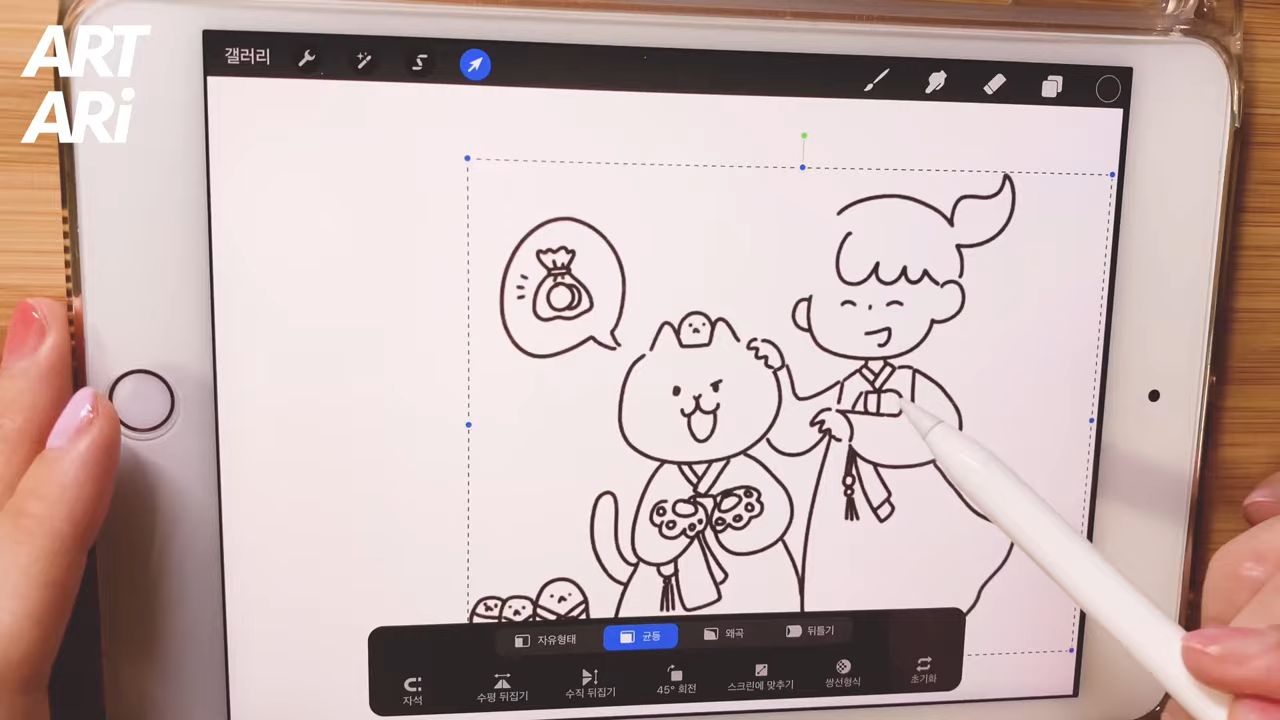 ART
ARi
갤러리
자유형태
균등
왜곡
뒤틀기
자석
수평 뒤집기
수직 뒤집기
45° 회전
스크린에 맞추기
쌍선형식
초기화